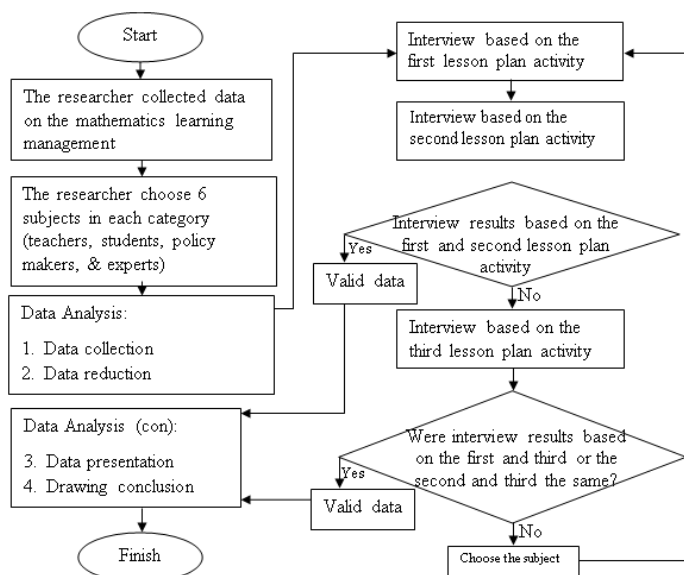 Start
The researcher collected data
on the mathematics learning
management
The researcher choose 6
subjects in each category
(teachers, students, policy
makers, & experts)
Data Analysis:
1. Data collection
2. Data reduction
Data Analysis (con):
3. Data presentation
4. Drawing conclusion
Finish
Interview based on the
first lesson plan activity
Interview based on the
second lesson plan activity
Interview results based on the
first and second lesson plan
activity
Yes
Valid data
No
Interview based on the
third lesson plan activity
Were interview results based
on the first and third or the
second and third the same?
Yes
Valid data
No
Choose the subject